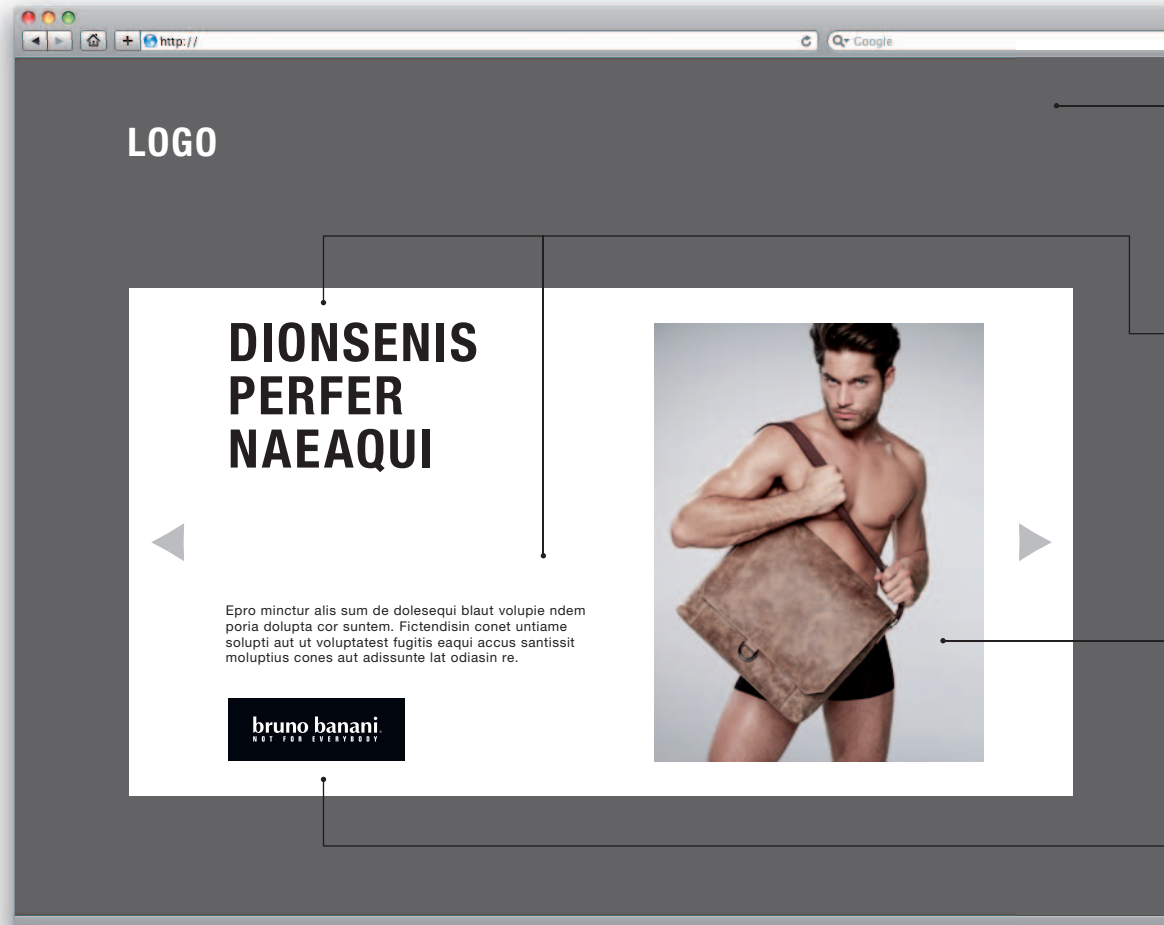 http://
Google
LOGO
DIONSENIS
PERFER
NAEAQUI
Epro minctur alis sum de dolesequi blaut volupie ndem
poria dolupta cor suntem. Fictendisin conet untiame
solupti aut ut voluptatest fugitis eaqui accus santissit
moluptius cones aut adissunte lat odiasin re.
bruno banani.
NOT FOR EVERYBODY